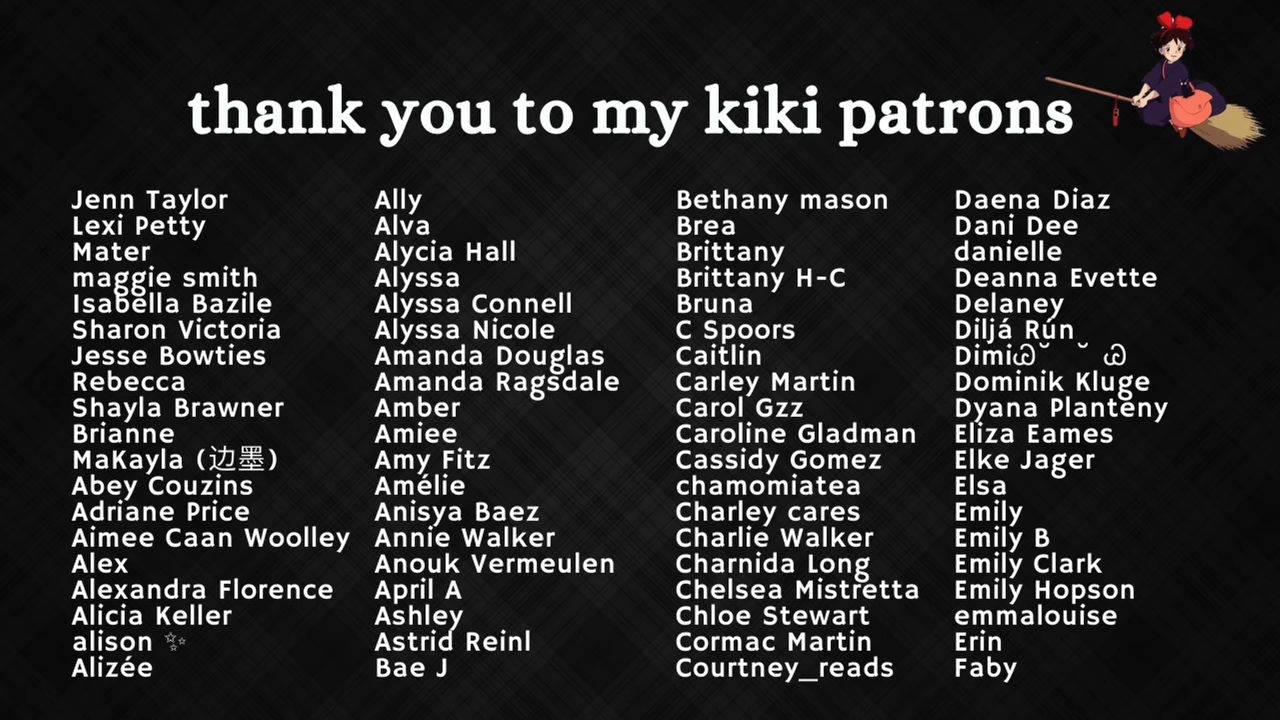 thank you to my kiki patrons
Jenn Taylor
Lexi Petty
Mater
maggie smith
Isabella Bazile
Sharon Victoria
Jesse Bowties
Rebecca
Shayla Brawner
Brianne
MaKayla (边墨)
Abey Couzins
Adriane Price
Aimee Caan Woolley
Alex
Alexandra Florence
Alicia Keller
alison ✨
Alizée
Ally
Alva
Alycia Hall
Alyssa
Alyssa Connell
Alyssa Nicole
Amanda Douglas
Amanda Ragsdale
Amber
Amiee
Amy Fitz
Amélie
Anisya Baez
Annie Walker
Anouk Vermeulen
April A
Ashley
Astrid Reinl
Bae J
Bethany mason
Brea
Brittany
Brittany H-C
Bruna
C Spoors
Caitlin
Carley Martin
Carol Gzz
Caroline Gladman
Cassidy Gomez
chamomiatea
Charley cares
Charlie Walker
Charnida Long
Chelsea Mistretta
Chloe Stewart
Cormac Martin
Courtney_reads
Daena Diaz
Dani Dee
danielle
Deanna Evette
Delaney
Diljá Rún
Dimiයි˘ ˘යි
Dominik Kluge
Dyana Planteny
Eliza Eames
Elke Jager
Elsa
Emily
Emily B
Emily Clark
Emily Hopson
emmalouise
Erin
Faby